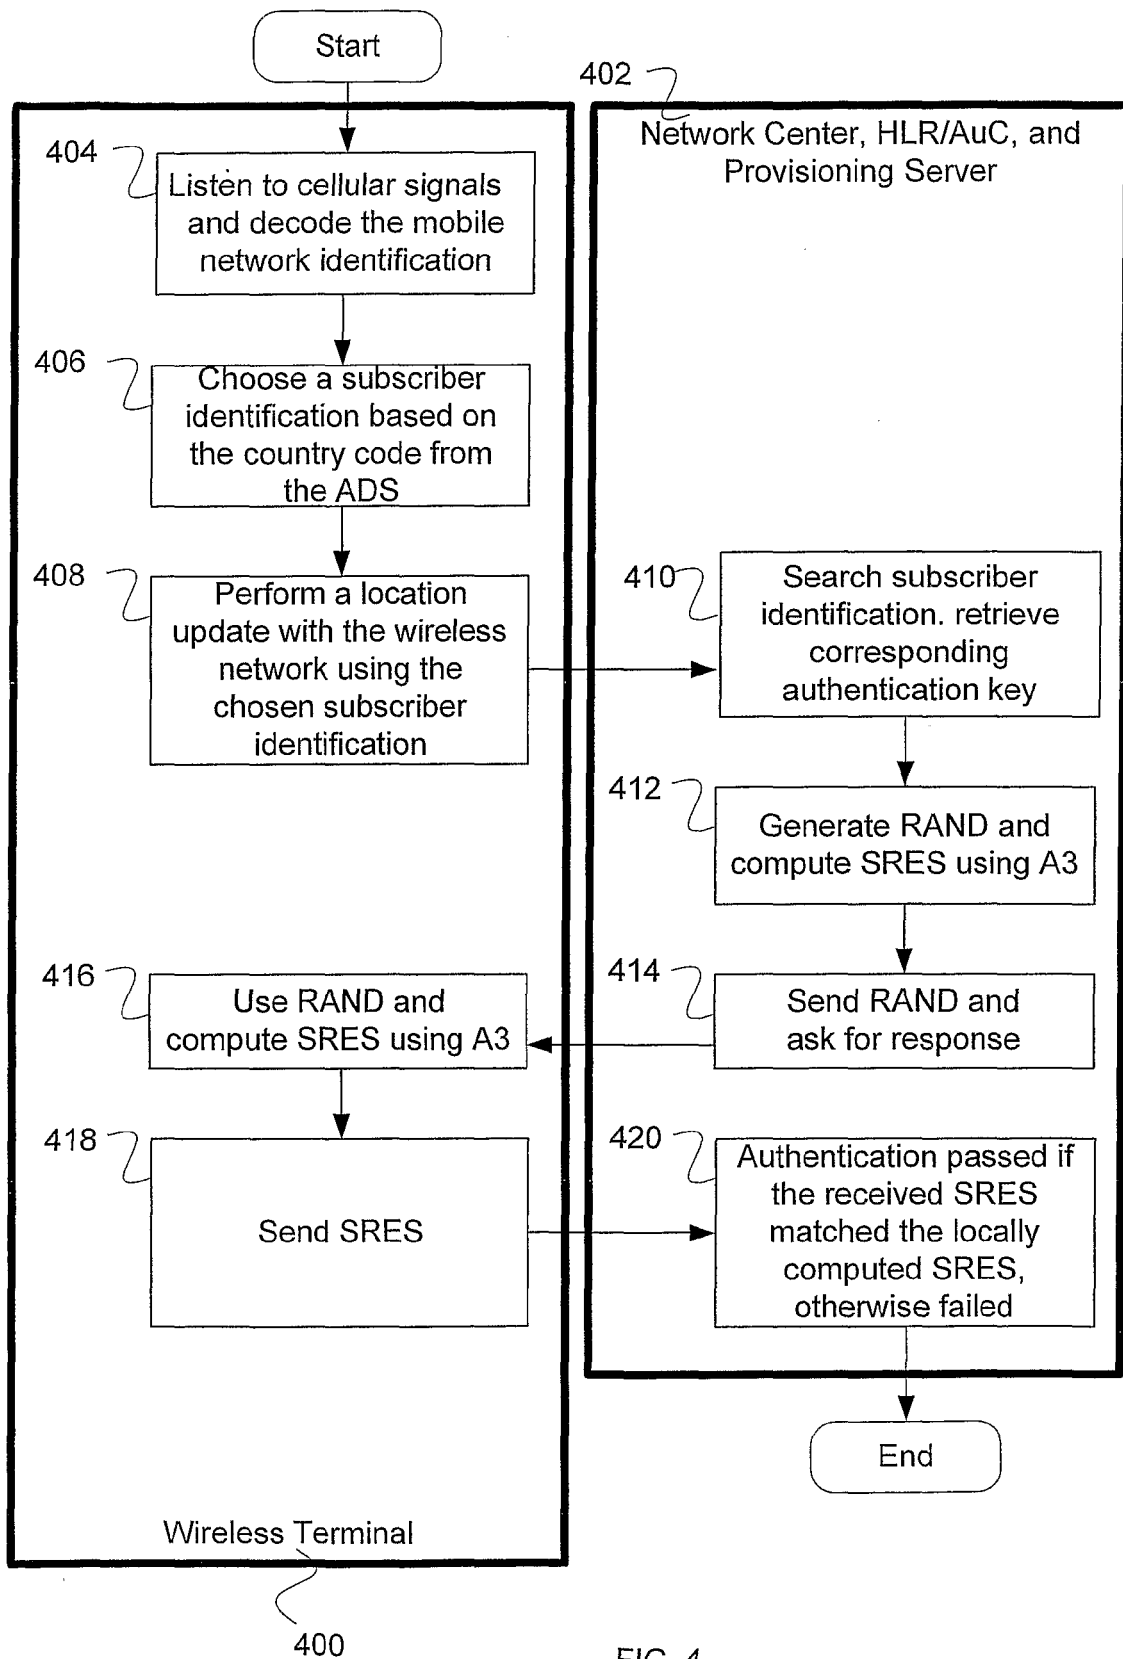 Start
402
Network Center, HLR/AuC, and
Provisioning Server
404
Listen to cellular signals
and decode the mobile
network identification
406
Choose a subscriber
identification based on
the country code from
the ADS
408
Perform a location
update with the wireless
network using the
chosen subscriber
identification
410
Search subscriber
identification. retrieve
corresponding
authentication key
412
Generate RAND and
compute SRES using A3
414
Send RAND and
ask for response
416
Use RAND and
compute SRES using A3
418
Send SRES
420
Authentication passed if
the received SRES
matched the locally
computed SRES,
otherwise failed
End
Wireless Terminal
400
FIG. 4